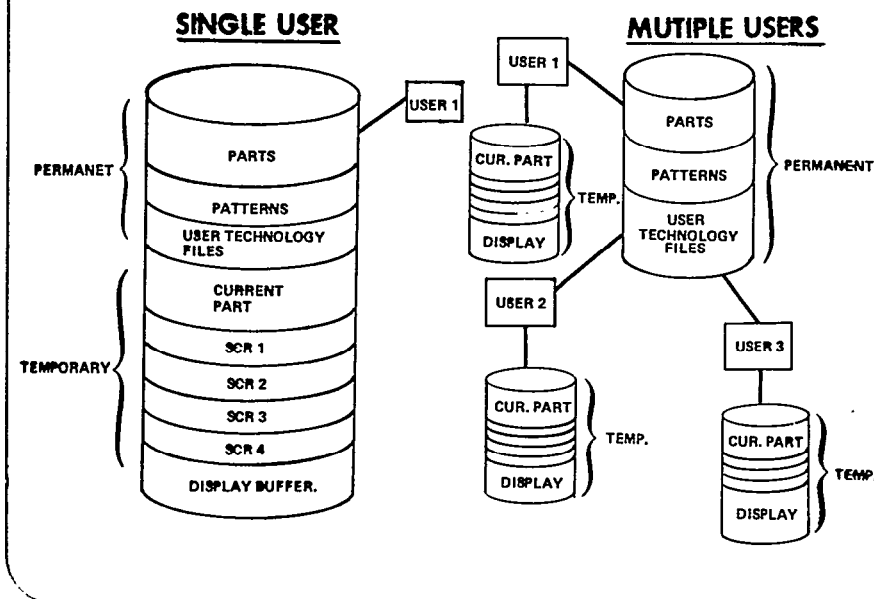 SINGLE USER
USER 1
PERMANET
PARTS
PATTERNS
USER TECHNOLOGY
FILES
TEMPORARY
CURRENT
PART
SCR 1
SCR 2
SCR 3
SCR 4
DISPLAY BUFFER.
MUTIPLE USERS
USER 1
CUR. PART
DISPLAY
TEMP.
PARTS
PATTERNS
USER
TECHNOLOGY
FILES
PERMANENT
USER 2
CUR. PART
DISPLAY
TEMP.
USER 3
CUR. PART
DISPLAY
TEMP.